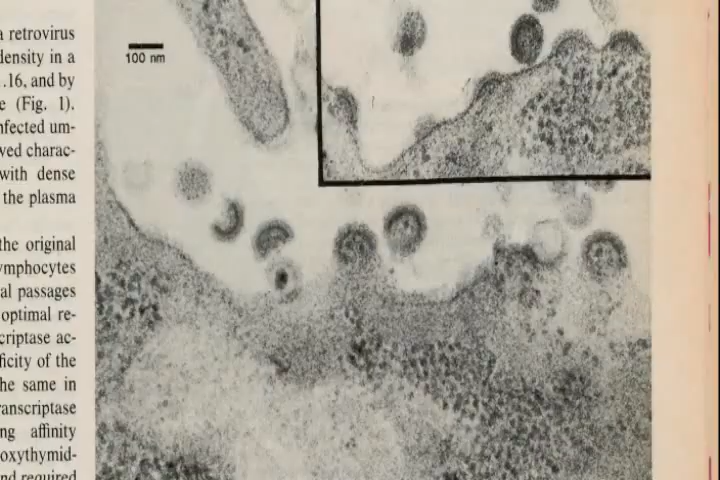 a retrovirus
density in a
.16, and by
e (Fig. 1).
nfected um-
ved charac-
with dense
the plasma
the original
ymphocytes
al passages
optimal re-
criptase ac-
ficity of the
he same in
ranscriptase
ng affinity
oxythymid-
nd required
100 nm